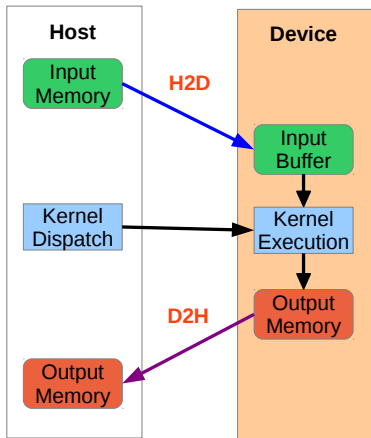 Host
Device
Input
Memory
H2D
Input
Buffer
Kernel
Dispatch
Kernel
Execution
Output
Memory
D2H
Output
Memory